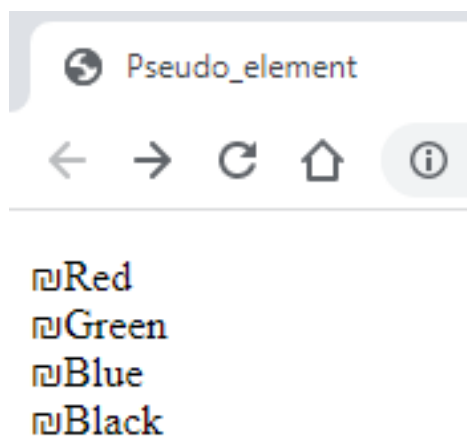 Pseudo_element
₪Red
₪Green
₪Blue
₪Black